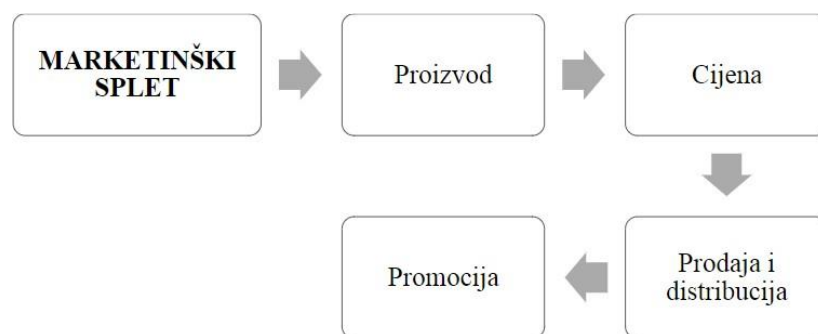 MARKETINŠKI
SPLET
Proizvod
Cijena
Prodaja i
distribucija
Promocija